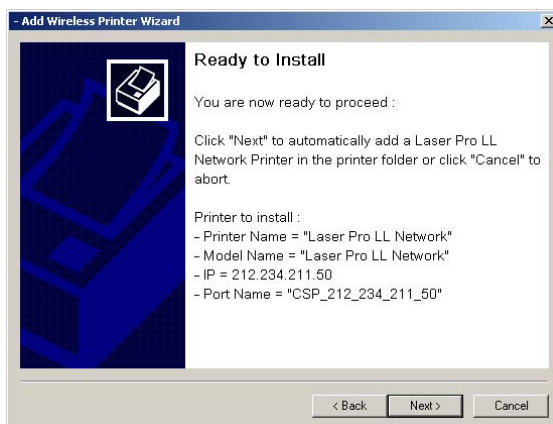 - Add Wireless Printer Wizard
Ready to Install
You are now ready to proceed :
Click "Next" to automatically add a Laser Pro LL
Network Printer in the printer folder or click "Cancel" to
abort.
Printer to install :
- Printer Name = "Laser Pro LL Network"
- Model Name = "Laser Pro LL Network"
- IP = 212.234.211.50
- Port Name = "CSP_212_234_211_50"
< Back Next > Cancel